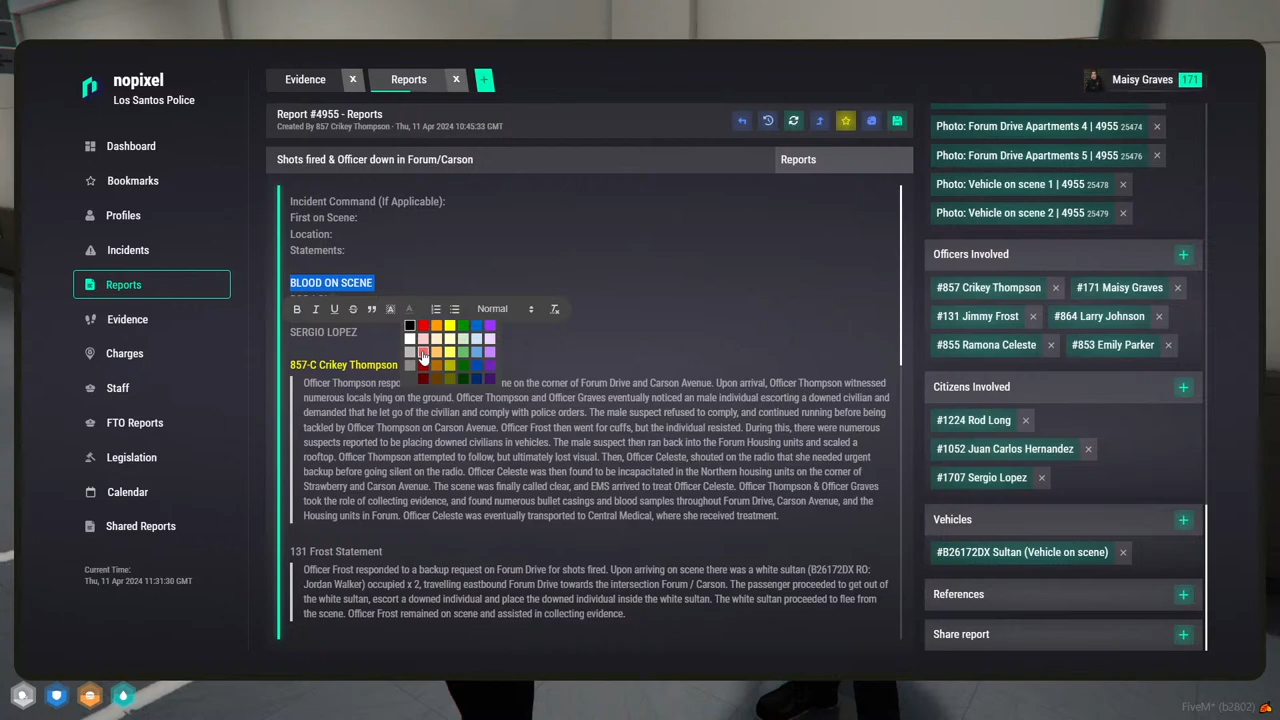 nopixel
Los Santos Police
Dashboard
Bookmarks
Profiles
Incidents
Reports
Evidence
Charges
Staff
FTO Reports
Legislation
Calendar
Shared Reports
Current Time:
Thu, 11 Apr 2024 11:31:30 GMT
Evidence x Reports x +
Maisy Graves 171
Report #4955 - Reports
Created By 857 Crikey Thompson · Thu, 11 Apr 2024 10:45:33 GMT
Shots fired & Officer down in Forum/Carson
Reports
Incident Command (If Applicable):
First on Scene:
Location:
Statements:
BLOOD ON SCENE
Normal
SERGIO LOPEZ
857-C Crikey Thompson
Officer Thompson respo ne on the corner of Forum Drive and Carson Avenue. Upon arrival, Officer Thompson witnessed
numerous locals lying on the ground. Officer Thompson and Officer Graves eventually noticed an male individual escorting a downed civilian and
demanded that he let go of the civilian and comply with police orders. The male suspect refused to comply, and continued running before being
tackled by Officer Thompson on Carson Avenue. Officer Frost then went for cuffs, but the individual resisted. During this, there were numerous
suspects reported to be placing downed civilians in vehicles. The male suspect then ran back into the Forum Housing units and scaled a
rooftop. Officer Thompson attempted to follow, but ultimately lost visual. Then, Officer Celeste, shouted on the radio that she needed urgent
backup before going silent on the radio. Officer Celeste was then found to be incapacitated in the Northern housing units on the corner of
Strawberry and Carson Avenue. The scene was finally called clear, and EMS arrived to treat Officer Celeste. Officer Thompson & Officer Graves
took the role of collecting evidence, and found numerous bullet casings and blood samples throughout Forum Drive, Carson Avenue, and the
Housing units in Forum. Officer Celeste was eventually transported to Central Medical, where she received treatment.
131 Frost Statement
Officer Frost responded to a backup request on Forum Drive for shots fired. Upon arriving on scene there was a white sultan (B26172DX RO:
Jordan Walker) occupied x 2, travelling eastbound Forum Drive towards the intersection Forum / Carson. The passenger proceeded to get out of
the white sultan, escort a downed individual and place the downed individual inside the white sultan. The white sultan proceeded to flee from
the scene. Officer Frost remained on scene and assisted in collecting evidence.
Photo: Forum Drive Apartments 4 | 4955 25474 ×
Photo: Forum Drive Apartments 5 | 4955 25476 ×
Photo: Vehicle on scene 1 | 4955 25478 ×
Photo: Vehicle on scene 2 | 4955 25479 ×
Officers Involved +
#857 Crikey Thompson × #171 Maisy Graves ×
#131 Jimmy Frost × #864 Larry Johnson ×
#855 Ramona Celeste × #853 Emily Parker ×
Citizens Involved +
#1224 Rod Long ×
#1052 Juan Carlos Hernandez ×
#1707 Sergio Lopez ×
Vehicles +
#B26172DX Sultan (Vehicle on scene) ×
References +
Share report +
FiveM* (b2802)